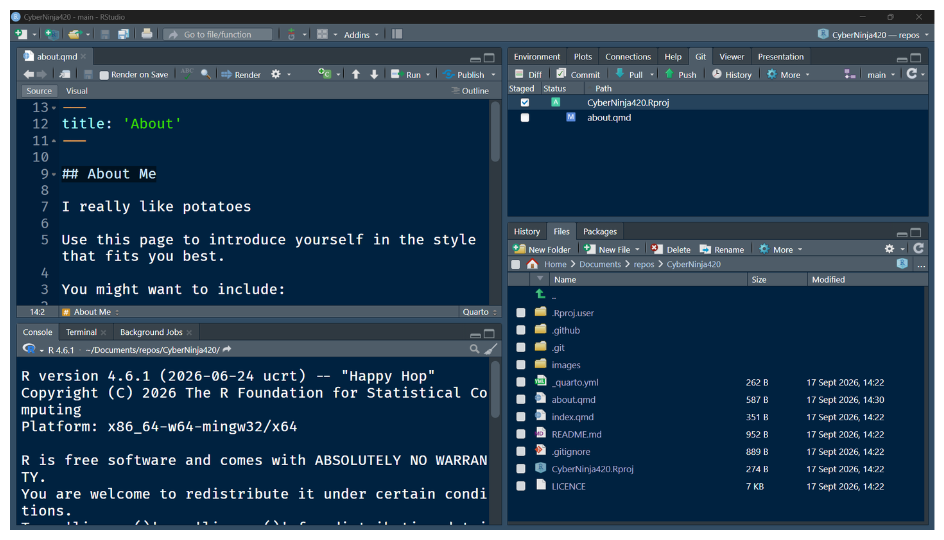 CyberNinja420 - main - RStudio
Go to file/function
Addins
CyberNinja420 — repos
about.qmd
Render on Save
ABC
Render
Run
Publish
Source
Visual
Outline
13
12 title: 'About'
11
10
9 ## About Me
8
7 I really like potatoes
6
5 Use this page to introduce yourself in the style
that fits you best.
4
3 You might want to include:
2
14:2
# About Me
Quarto
Console
Terminal
Background Jobs
R 4.6.1 · ~/Documents/repos/CyberNinja420/
R version 4.6.1 (2026-06-24 ucrt) -- "Happy Hop"
Copyright (C) 2026 The R Foundation for Statistical Co
mputing
Platform: x86_64-w64-mingw32/x64
R is free software and comes with ABSOLUTELY NO WARRAN
TY.
You are welcome to redistribute it under certain condi
tions.
Environment
Plots
Connections
Help
Git
Viewer
Presentation
Diff
Commit
Pull
Push
History
More
main
Staged
Status
Path
A CyberNinja420.Rproj
M about.qmd
History
Files
Packages
New Folder
New File
Delete
Rename
More
Home > Documents > repos > CyberNinja420
...
Name
Size
Modified
..
.Rproj.user
.github
.git
images
_quarto.yml 262 B 17 Sept 2026, 14:22
about.qmd 587 B 17 Sept 2026, 14:30
index.qmd 351 B 17 Sept 2026, 14:22
README.md 952 B 17 Sept 2026, 14:22
.gitignore 889 B 17 Sept 2026, 14:22
CyberNinja420.Rproj 274 B 17 Sept 2026, 14:22
LICENCE 7 KB 17 Sept 2026, 14:22